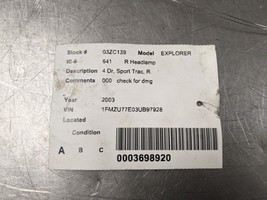 Stock # 03ZC139 Model EXPLORER
IC # 641 R Headlamp
Description 4 Dr, Sport Trac, R.
Comments 000 check for dmg
Year 2003
VIN 1FMZU77E03UB97928
Located
Condition
A B C
0003698920